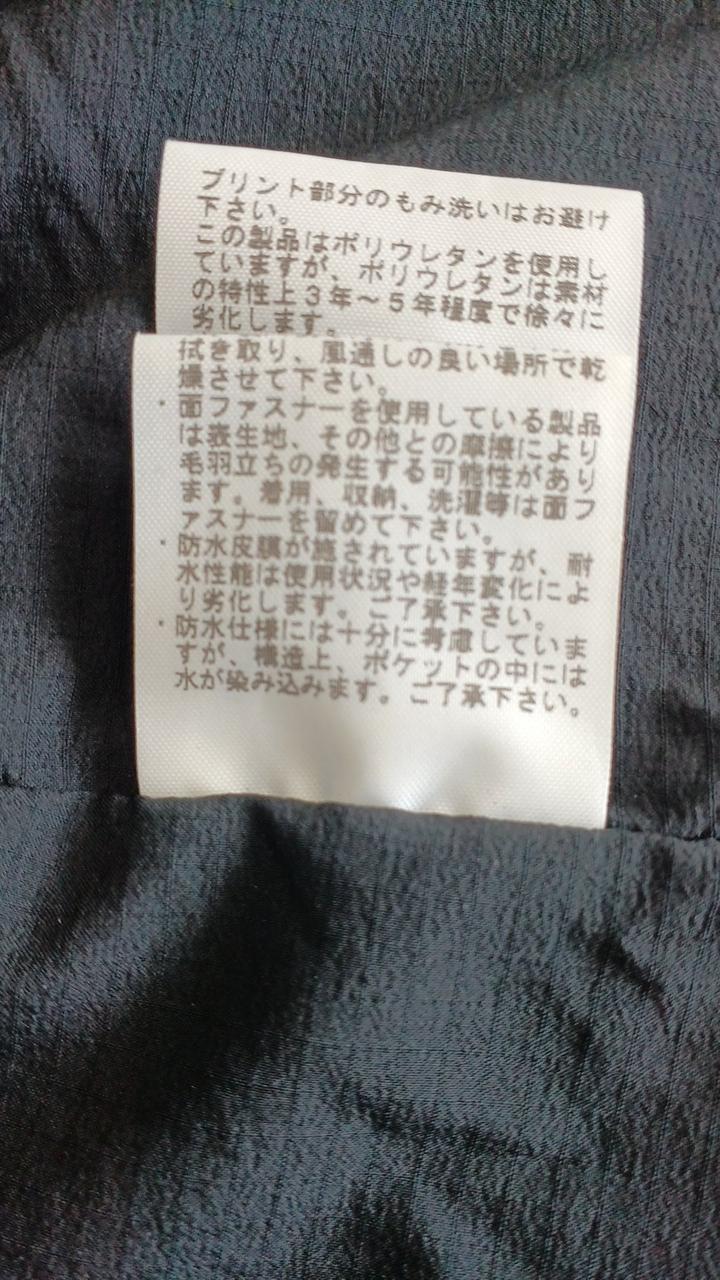 プリント部分のもみ洗いはお避け
下さい。
この製品はポリウレタンを使用し
ていますが、ポリウレタンは素材
の特性上3年～5年程度で徐々に
劣化します。
拭き取り、風通しの良い場所で乾
燥させて下さい。
・面ファスナーを使用している製品
は表生地、その他との摩擦により
毛羽立ちの発生する可能性があり
ます。着用、収納、洗濯等は面フ
ァスナーを留めて下さい。
・防水皮膜が施されていますが、耐
水性能は使用状況や経年変化によ
り劣化します。ご了承下さい。
・防水仕様には十分に考慮していま
すが、構造上、ポケットの中には
水が染み込みます。ご了承下さい。